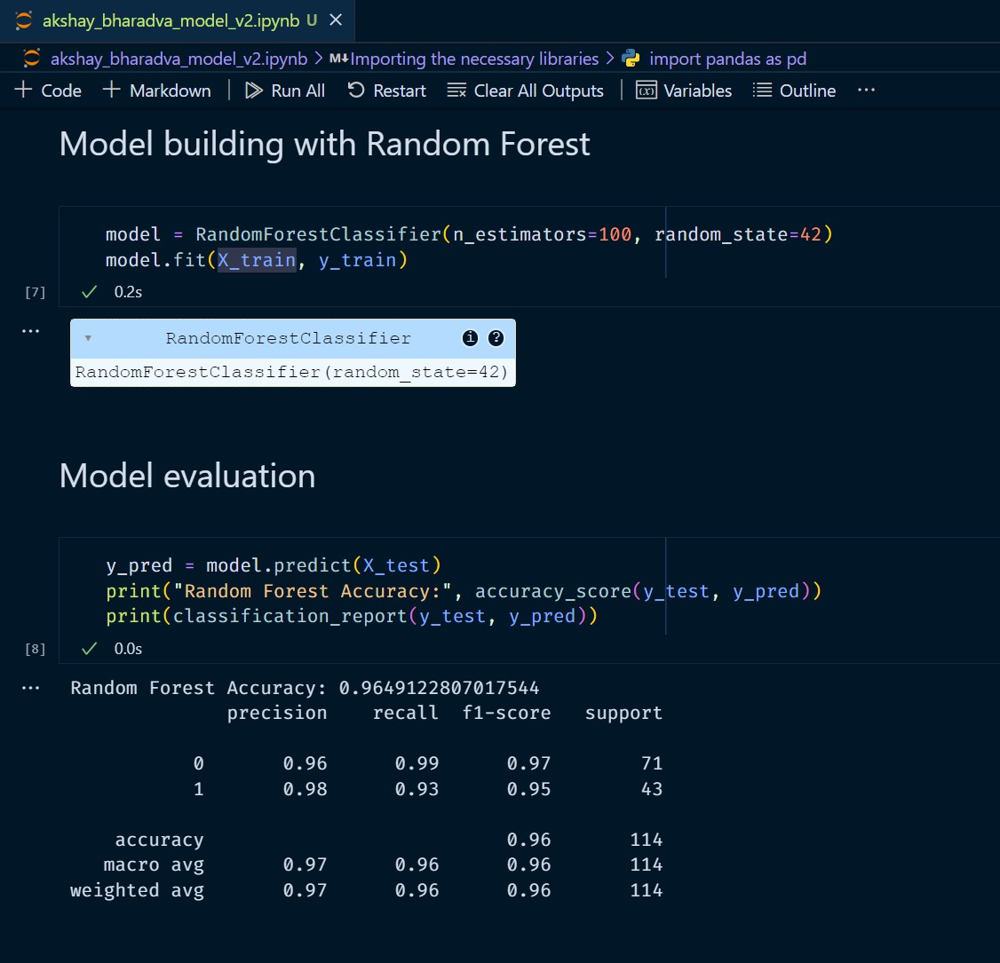 akshay_bharadva_model_v2.ipynb U
akshay_bharadva_model_v2.ipynb > M↓Importing the necessary libraries > import pandas as pd
+ Code + Markdown | Run All Restart Clear All Outputs | (x) Variables Outline ...
Model building with Random Forest
model = RandomForestClassifier(n_estimators=100, random_state=42)
model.fit(X_train, y_train)
[7] ✓ 0.2s
...
▾ RandomForestClassifier i ?
RandomForestClassifier(random_state=42)
Model evaluation
y_pred = model.predict(X_test)
print("Random Forest Accuracy:", accuracy_score(y_test, y_pred))
print(classification_report(y_test, y_pred))
[8] ✓ 0.0s
...
Random Forest Accuracy: 0.9649122807017544
precision recall f1-score support
0 0.96 0.99 0.97 71
1 0.98 0.93 0.95 43
accuracy 0.96 114
macro avg 0.97 0.96 0.96 114
weighted avg 0.97 0.96 0.96 114